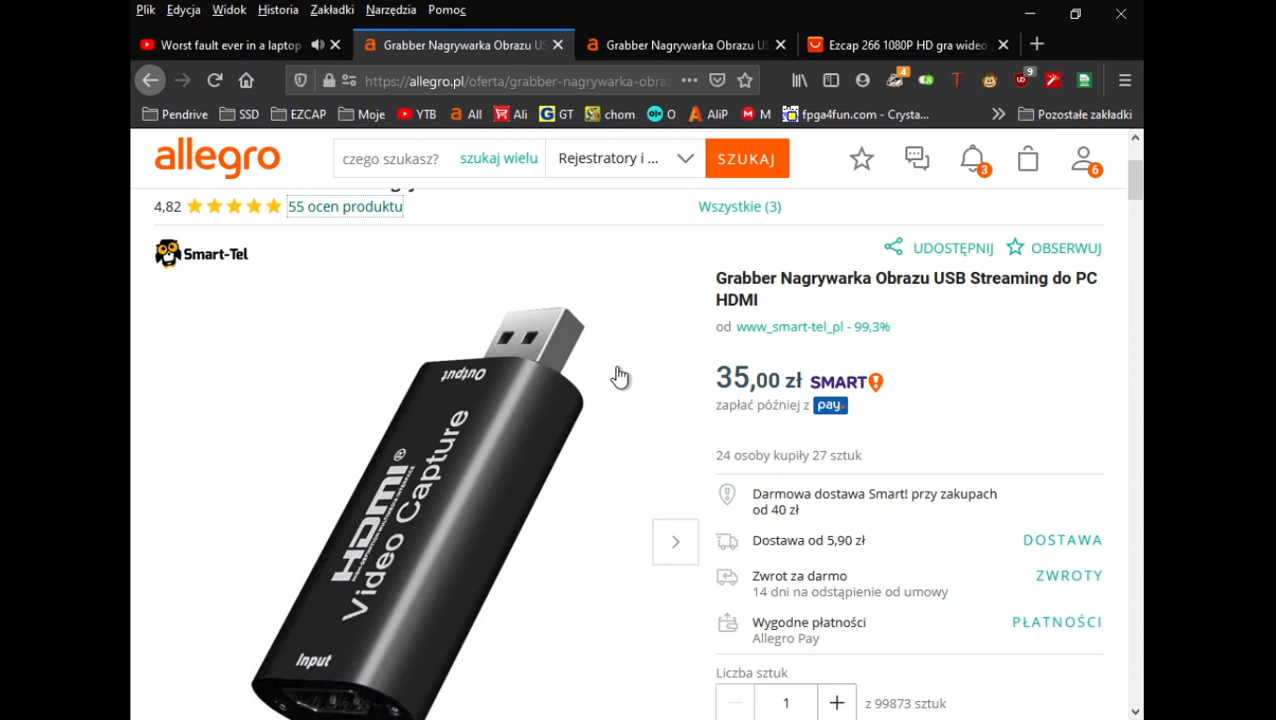 Plik Edycja Widok Historia Zakładki Narzędzia Pomoc
Worst fault ever in a laptop
Grabber Nagrywarka Obrazu US
Grabber Nagrywarka Obrazu U
Ezcap 266 1080P HD gra wideo
https://allegro.pl/oferta/grabber-nagrywarka-obra
4
9
Pendrive SSD EZCAP Moje YTB All Ali GT chom O AliP M fpga4fun.com - Crysta... Pozostałe zakładki
allegro
czego szukasz? szukaj wielu Rejestratory i ... SZUKAJ
3
6
4,82 55 ocen produktu
Wszystkie (3)
Smart-Tel
UDOSTĘPNIJ OBSERWUJ
Grabber Nagrywarka Obrazu USB Streaming do PC
HDMI
od www_smart-tel_pl - 99,3%
35,00 zł SMART!
zapłać później z pay
24 osoby kupiły 27 sztuk
Darmowa dostawa Smart! przy zakupach
od 40 zł
Dostawa od 5,90 zł DOSTAWA
Zwrot za darmo ZWROTY
14 dni na odstąpienie od umowy
Wygodne płatności PŁATNOŚCI
Allegro Pay
Liczba sztuk
1 z 99873 sztuk
Output
HDMI®
Video Capture
Input